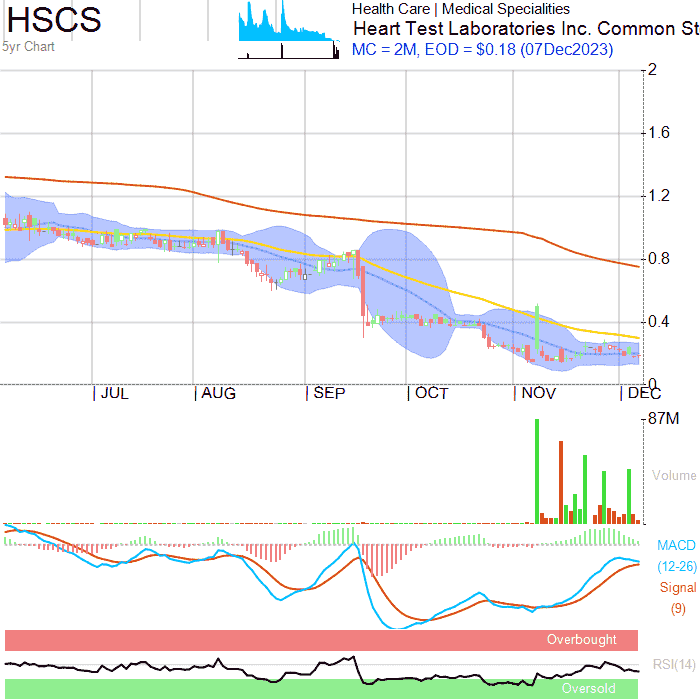 HSCS
5yr Chart
Health Care | Medical Specialities
Heart Test Laboratories Inc. Common St
MC = 2M, EOD = $0.18 (07Dec2023)
2
1.6
1.2
0.8
0.4
0
JUL AUG SEP OCT NOV DEC
87M
Volume
MACD
(12-26)
Signal
(9)
Overbought
RSI(14)
Oversold